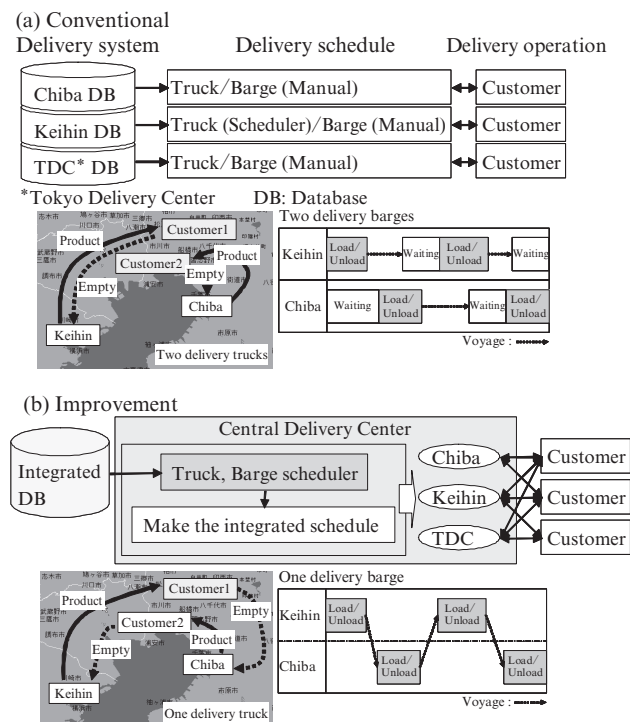 (a) Conventional
Delivery system Delivery schedule Delivery operation
Chiba DB Truck/Barge (Manual) Customer
Keihin DB Truck (Scheduler)/Barge (Manual) Customer
TDC* DB Truck/Barge (Manual) Customer
*Tokyo Delivery Center DB: Database
Two delivery barges
Customer1
Product
Customer2
Product
Empty
Empty
Chiba
Keihin
Two delivery trucks
Keihin Load/Unload Waiting Load/Unload Waiting
Chiba Waiting Load/Unload Waiting Load/Unload
Voyage :
(b) Improvement
Central Delivery Center
Integrated DB
Truck, Barge scheduler
Make the integrated schedule
Chiba Customer
Keihin Customer
TDC Customer
One delivery barge
Customer1
Product
Empty
Customer2
Product
Empty
Chiba
Keihin
One delivery truck
Keihin Load/Unload Load/Unload
Chiba Load/Unload Load/Unload
Voyage :